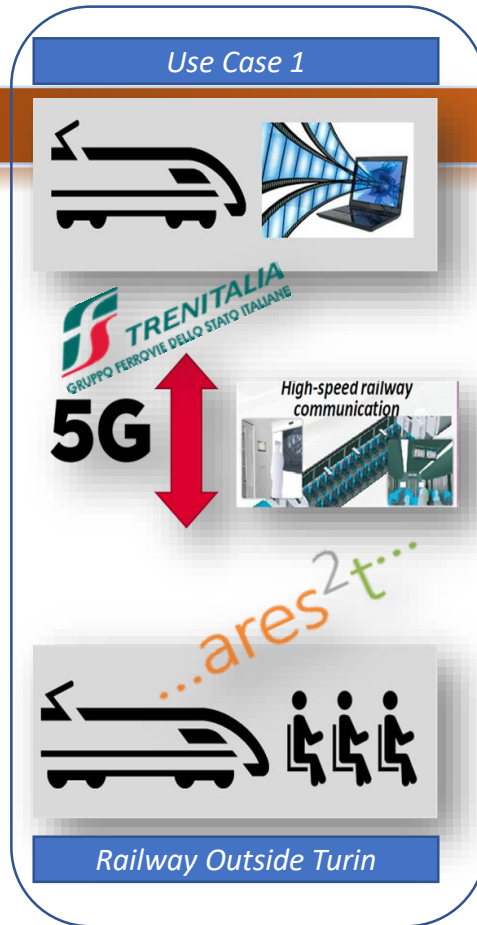 Use Case 1
TRENITALIA
GRUPPO FERROVIE DELLO STATO ITALIANE
5G
High-speed railway
communication
...ares2t...
Railway Outside Turin